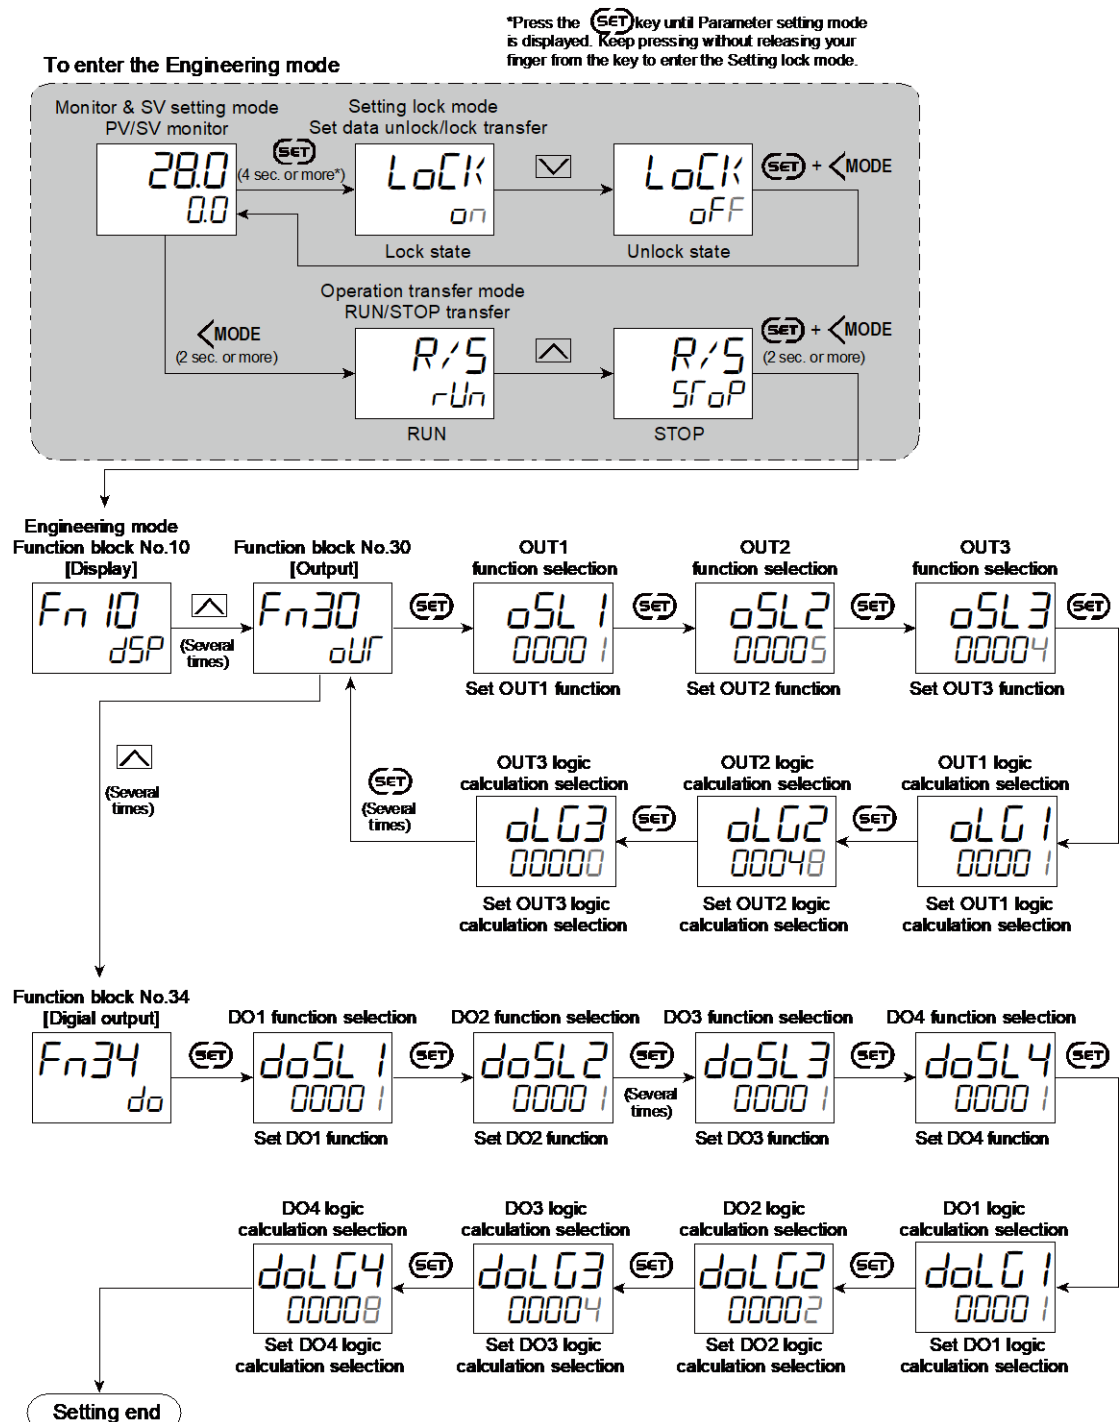 *Press the SET key until Parameter setting mode
is displayed. Keep pressing without releasing your
finger from the key to enter the Setting lock mode.
To enter the Engineering mode
Monitor & SV setting mode
PV/SV monitor
Setting lock mode
Set data unlock/lock transfer
28.0
0.0
SET
(4 sec. or more*)
LoCK
on
LoCK
oFF
SET + <MODE
Lock state
Unlock state
Operation transfer mode
RUN/STOP transfer
<MODE
(2 sec. or more)
R/S
rUn
R/S
SToP
SET + <MODE
(2 sec. or more)
RUN
STOP
Engineering mode
Function block No.10
[Display]
Function block No.30
[Output]
OUT1
function selection
OUT2
function selection
OUT3
function selection
Fn10
dSP
(Several
times)
Fn30
oUT
SET
oSL1
00001
SET
oSL2
00005
SET
oSL3
00004
SET
Set OUT1 function
Set OUT2 function
Set OUT3 function
(Several
times)
SET
(Several
times)
OUT3 logic
calculation selection
OUT2 logic
calculation selection
OUT1 logic
calculation selection
oLG3
00000
SET
oLG2
00048
SET
oLG1
00001
Set OUT3 logic
calculation selection
Set OUT2 logic
calculation selection
Set OUT1 logic
calculation selection
Function block No.34
[Digial output]
DO1 function selection
DO2 function selection
DO3 function selection
DO4 function selection
Fn34
do
SET
doSL1
00001
SET
doSL2
00001
SET
(Several
times)
doSL3
00001
SET
doSL4
00001
SET
Set DO1 function
Set DO2 function
Set DO3 function
Set DO4 function
DO4 logic
calculation selection
DO3 logic
calculation selection
DO2 logic
calculation selection
DO1 logic
calculation selection
doLG4
00008
SET
doLG3
00004
SET
doLG2
00002
SET
doLG1
00001
Set DO4 logic
calculation selection
Set DO3 logic
calculation selection
Set DO2 logic
calculation selection
Set DO1 logic
calculation selection
Setting end